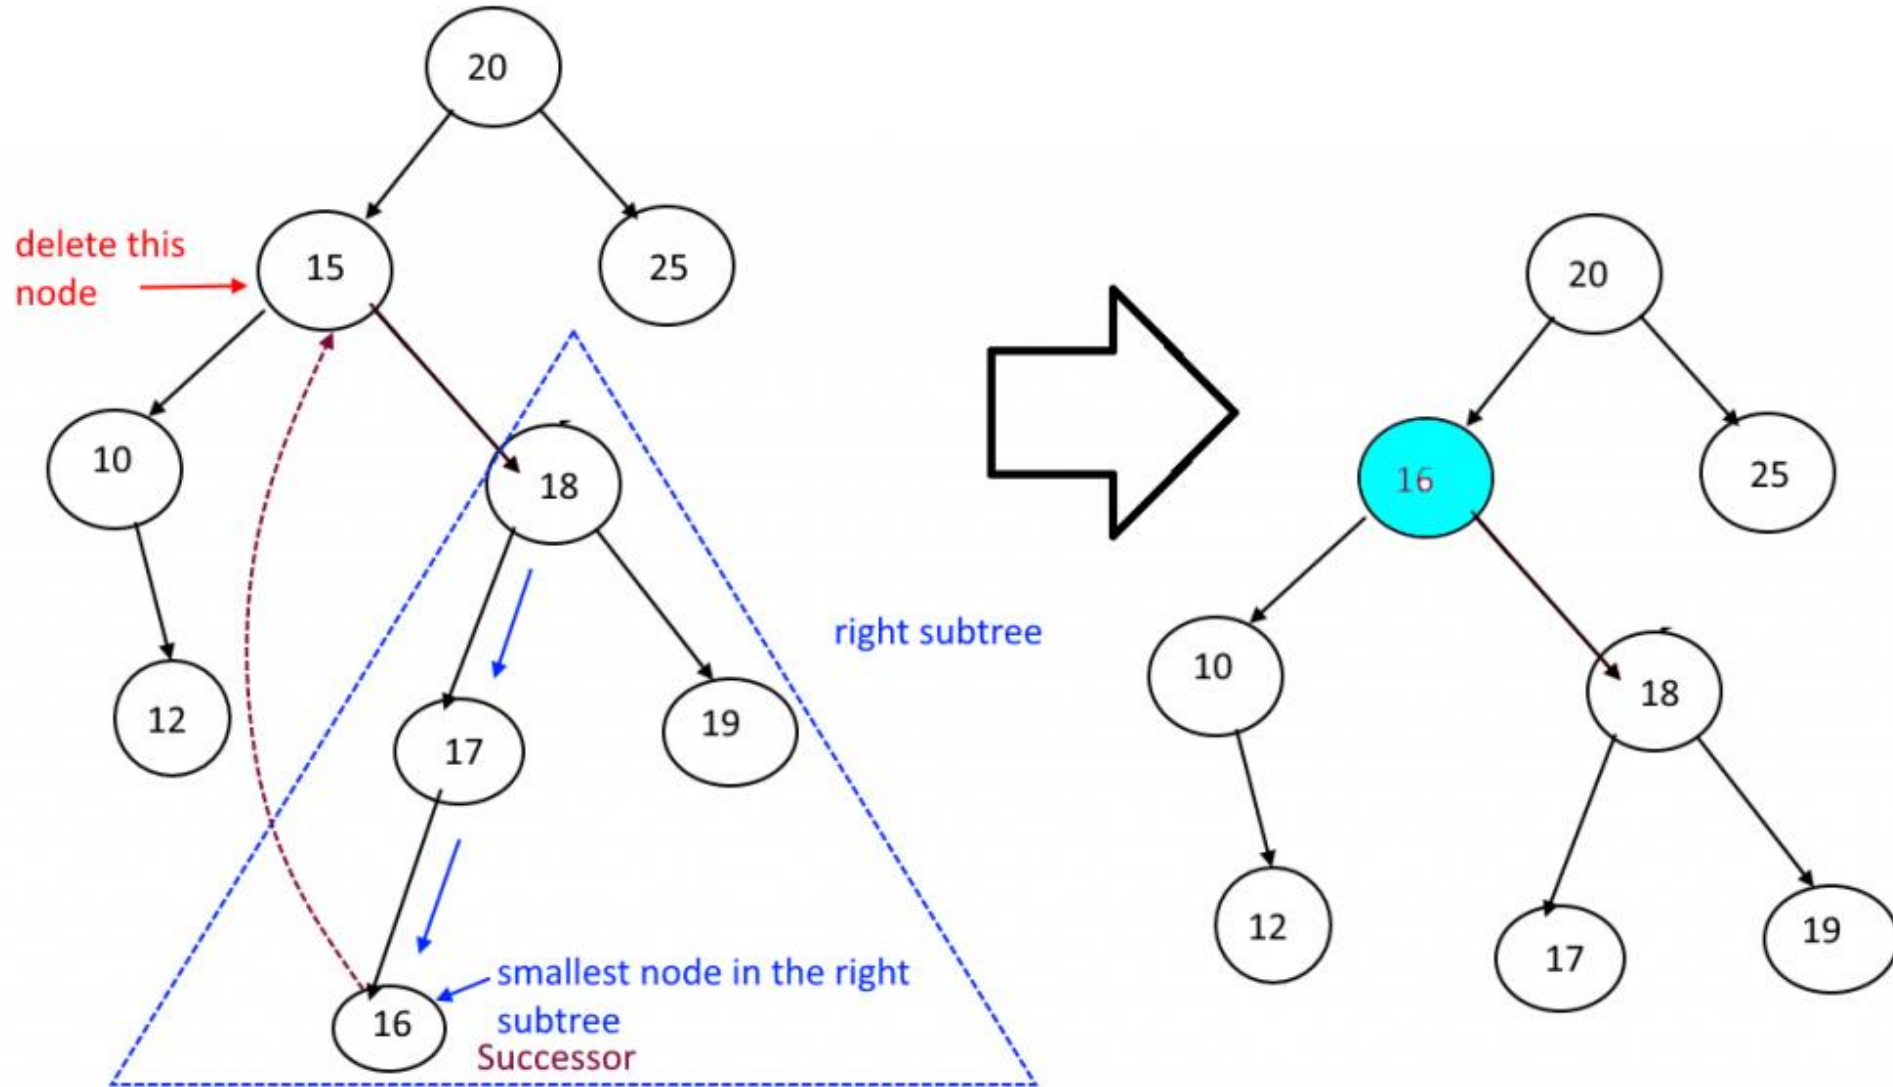 20
delete this
node
15
25
10
18
12
17
19
right subtree
16
smallest node in the right
subtree
Successor
20
16
25
10
18
12
17
19